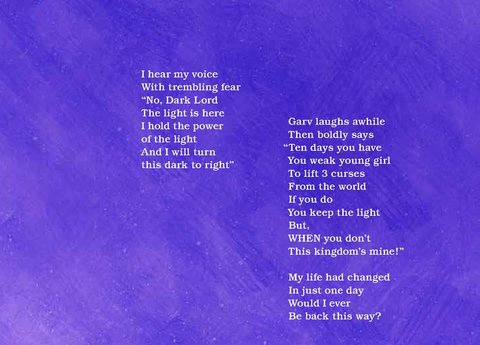 I hear my voice
With trembling fear
“No, Dark Lord
The light is here
I hold the power
of the light
And I will turn
this dark to right”
Garv laughs awhile
Then boldly says
“Ten days you have
You weak young girl
To lift 3 curses
From the world
If you do
You keep the light
But,
WHEN you don’t
This kingdom’s mine!”
My life had changed
In just one day
Would I ever
Be back this way?